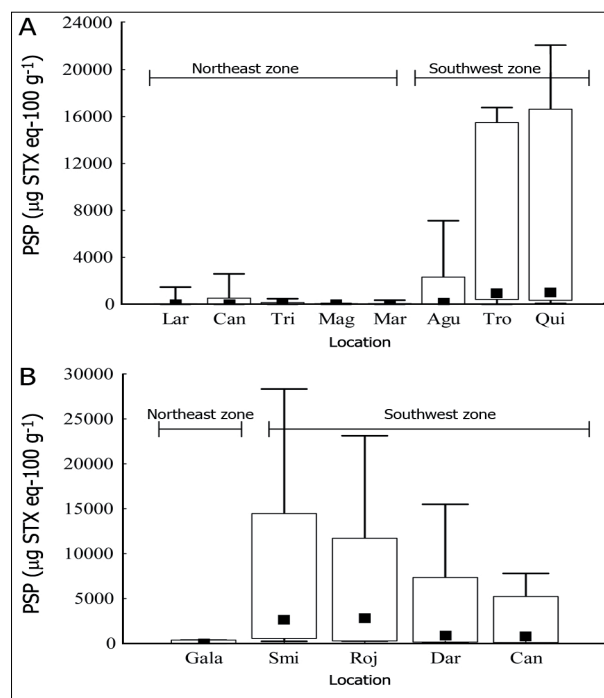 A
24000
20000
16000
12000
8000
4000
0
PSP (µg STX eq-100 g-1)
Northeast zone
Southwest zone
Lar Can Tri Mag Mar Agu Tro Qui
Location
B
30000
25000
20000
15000
10000
5000
0
PSP (µg STX eq-100 g-1)
Northeast zone
Southwest zone
Gala Smi Roj Dar Can
Location